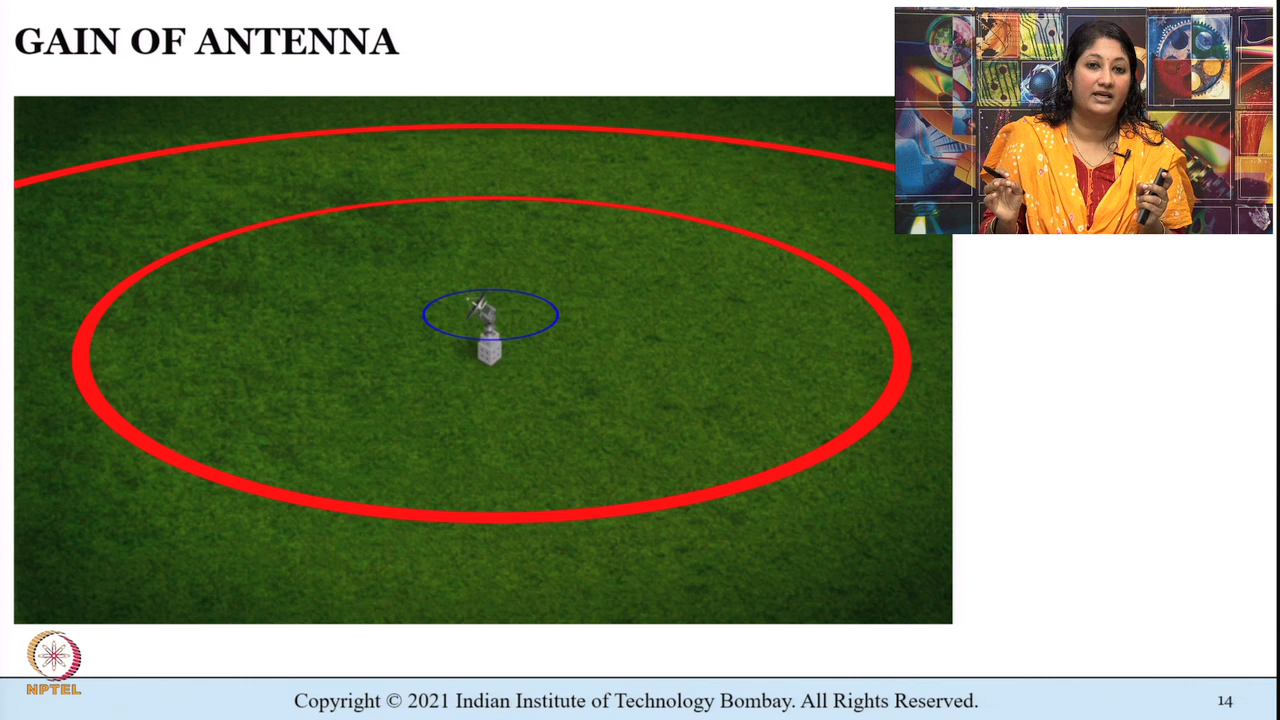 GAIN OF ANTENNA
NPTEL
Copyright © 2021 Indian Institute of Technology Bombay. All Rights Reserved.
14